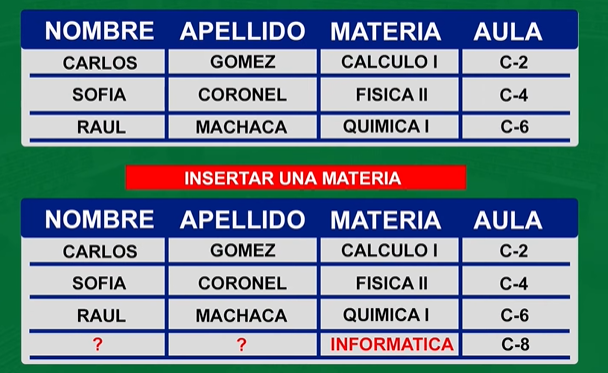 NOMBRE APELLIDO MATERIA AULA
CARLOS GOMEZ CALCULO I C-2
SOFIA CORONEL FISICA II C-4
RAUL MACHACA QUIMICA I C-6
INSERTAR UNA MATERIA
NOMBRE APELLIDO MATERIA AULA
CARLOS GOMEZ CALCULO I C-2
SOFIA CORONEL FISICA II C-4
RAUL MACHACA QUIMICA I C-6
? ? INFORMATICA C-8